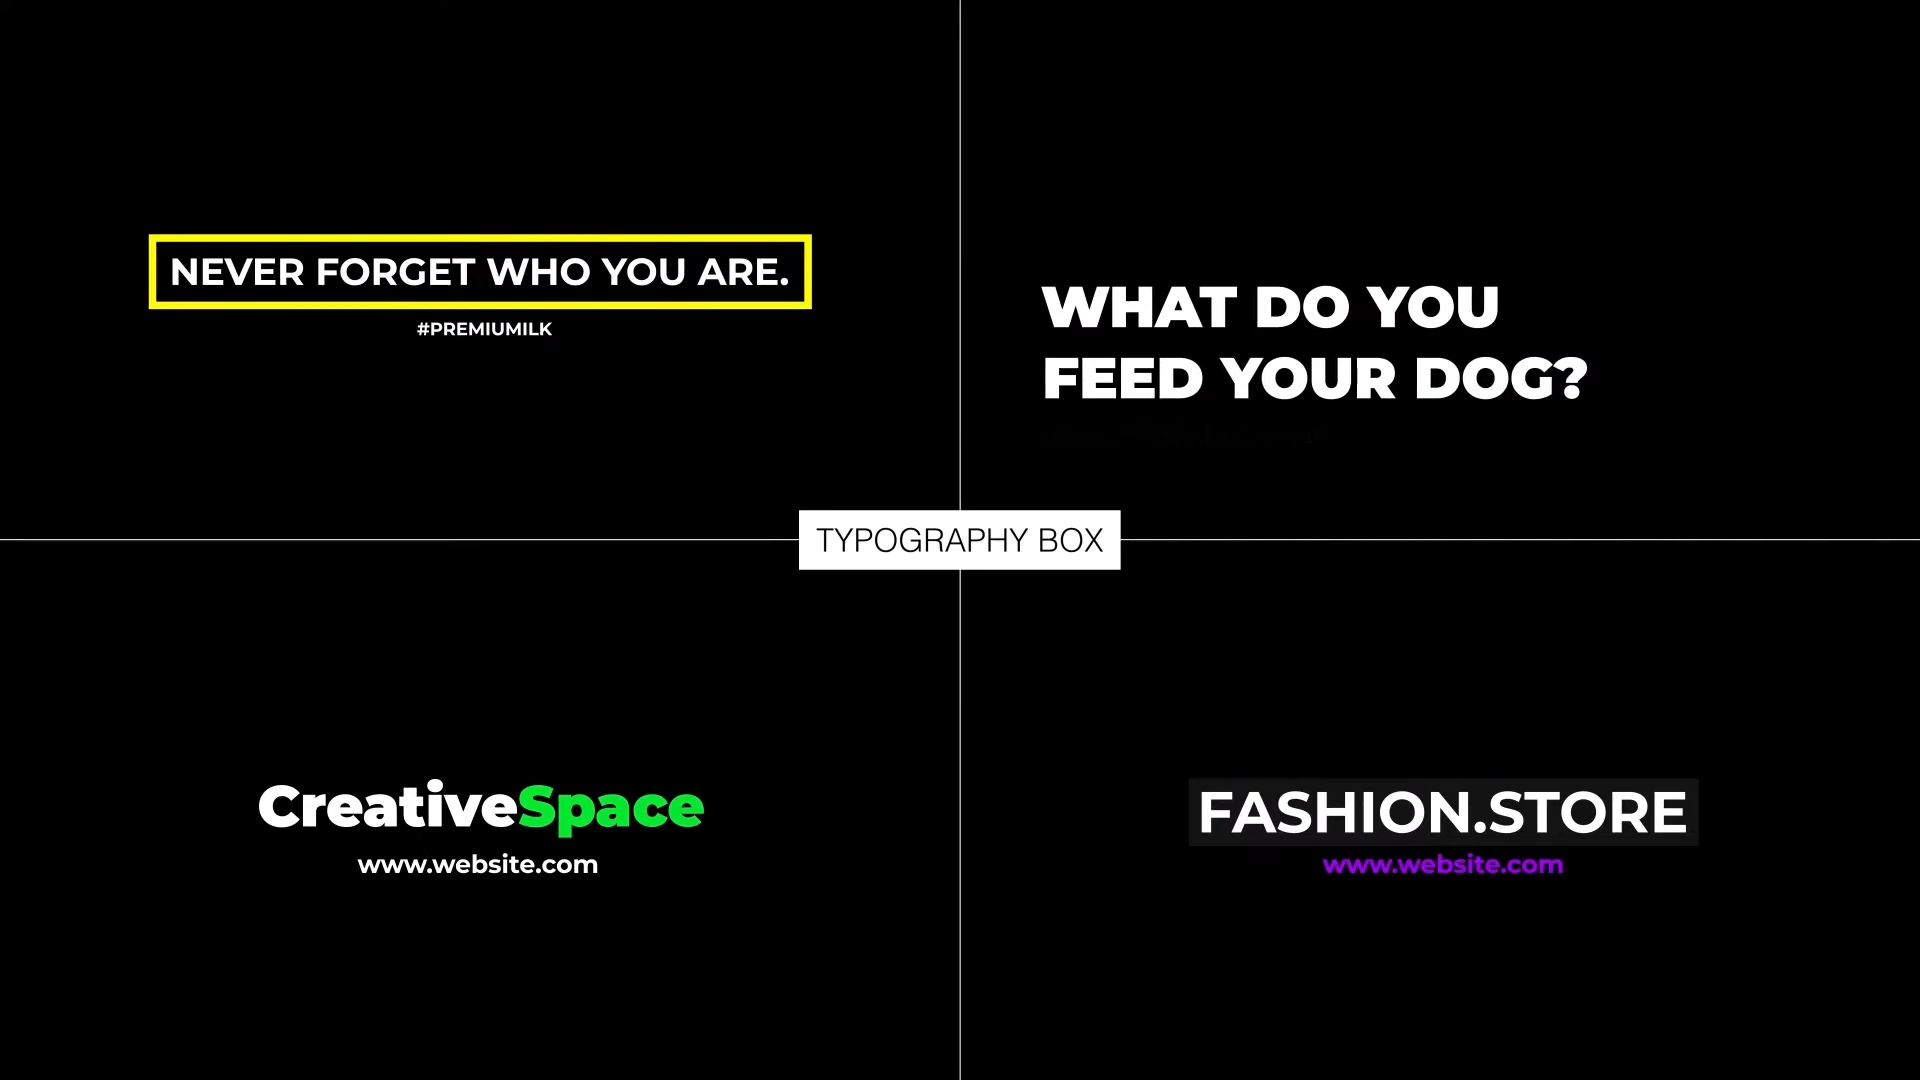 NEVER FORGET WHO YOU ARE.
#PREMIUMILK
WHAT DO YOU
FEED YOUR DOG?
TYPOGRAPHY BOX
CreativeSpace
www.website.com
FASHION.STORE
www.website.com